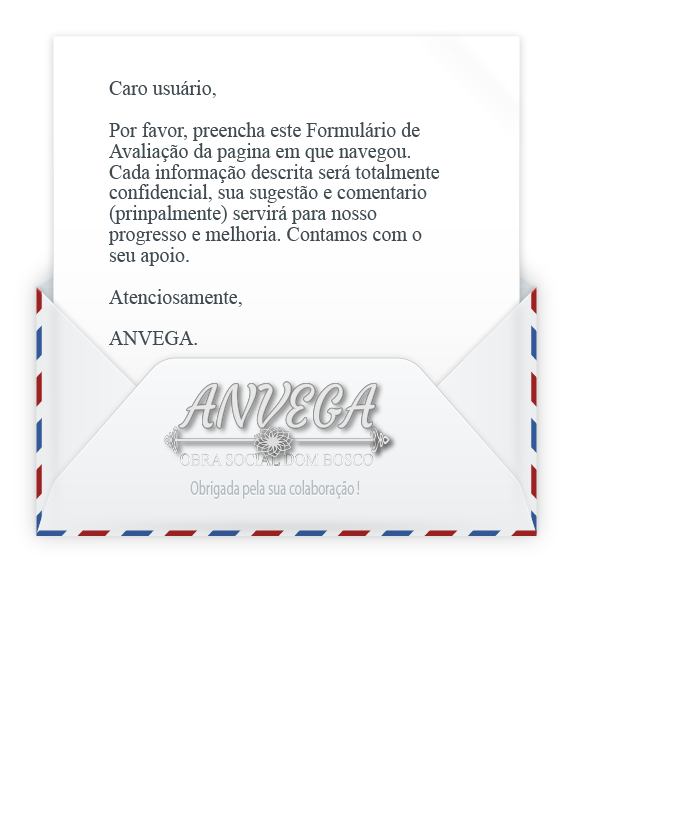 Caro usuário,
Por favor, preencha este Formulário de
Avaliação da pagina em que navegou.
Cada informação descrita será totalmente
confidencial, sua sugestão e comentario
(prinpalmente) servirá para nosso
progresso e melhoria. Contamos com o
seu apoio.
Atenciosamente,
ANVEGA.
ANVEGA
OBRA SOCIAL DOM BOSCO
Obrigada pela sua colaboração !